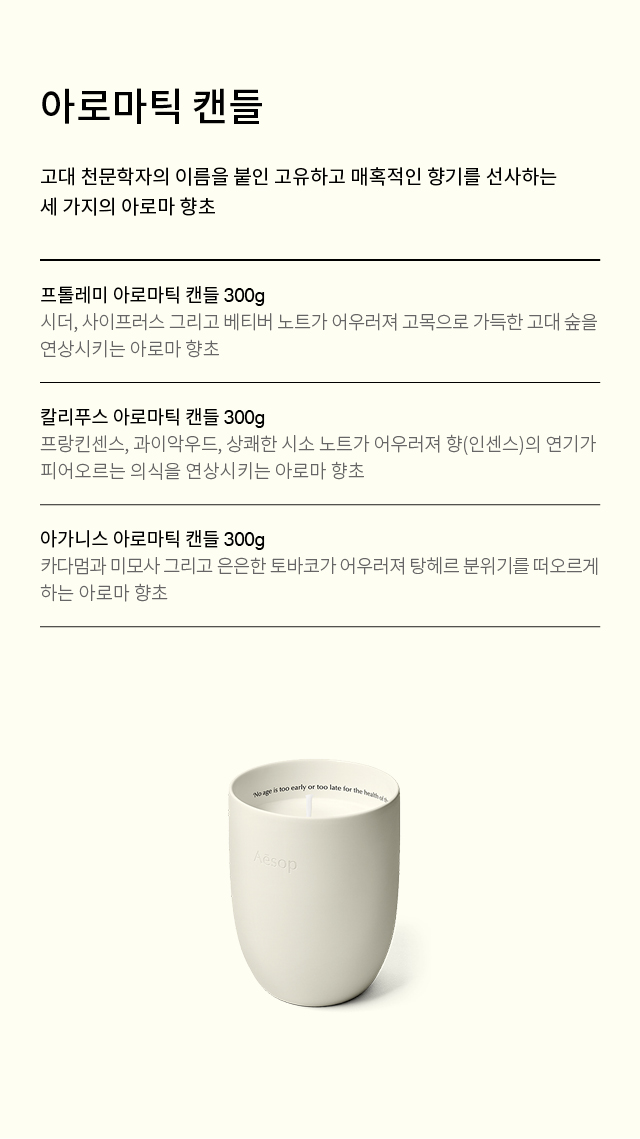 아로마틱 캔들
고대 천문학자의 이름을 붙인 고유하고 매혹적인 향기를 선사하는
세 가지의 아로마 향초
프톨레미 아로마틱 캔들 300g
시더, 사이프러스 그리고 베티버 노트가 어우러져 고목으로 가득한 고대 숲을
연상시키는 아로마 향초
칼리푸스 아로마틱 캔들 300g
프랑킨센스, 과이악우드, 상쾌한 시소 노트가 어우러져 향(인센스)의 연기가
피어오르는 의식을 연상시키는 아로마 향초
아가니스 아로마틱 캔들 300g
카다멈과 미모사 그리고 은은한 토바코가 어우러져 탕헤르 분위기를 떠오르게
하는 아로마 향초
'No age is too early or too late for the health of
Aēsop